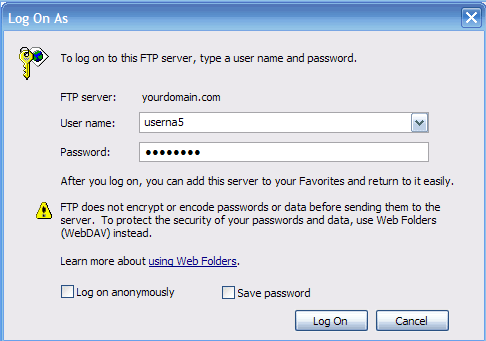 Log On As
To log on to this FTP server, type a user name and password.
FTP server: yourdomain.com
User name: userna5
Password: ••••••••
After you log on, you can add this server to your Favorites and return to it easily.
FTP does not encrypt or encode passwords or data before sending them to the
server. To protect the security of your passwords and data, use Web Folders
(WebDAV) instead.
Learn more about using Web Folders.
Log on anonymously Save password
Log On Cancel